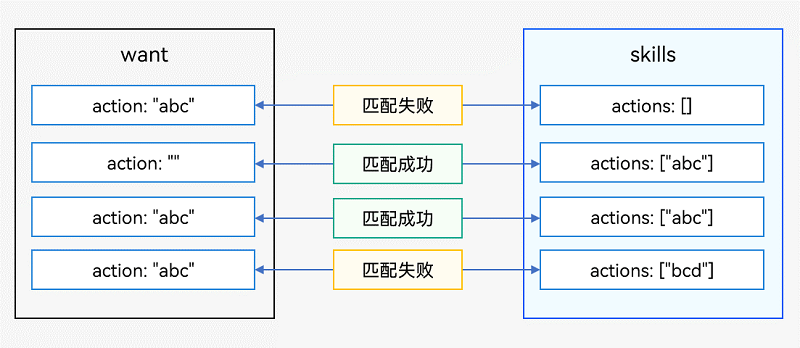 want
skills
action: "abc"
匹配失败
actions: []
action: ""
匹配成功
actions: ["abc"]
action: "abc"
匹配成功
actions: ["abc"]
action: "abc"
匹配失败
actions: ["bcd"]